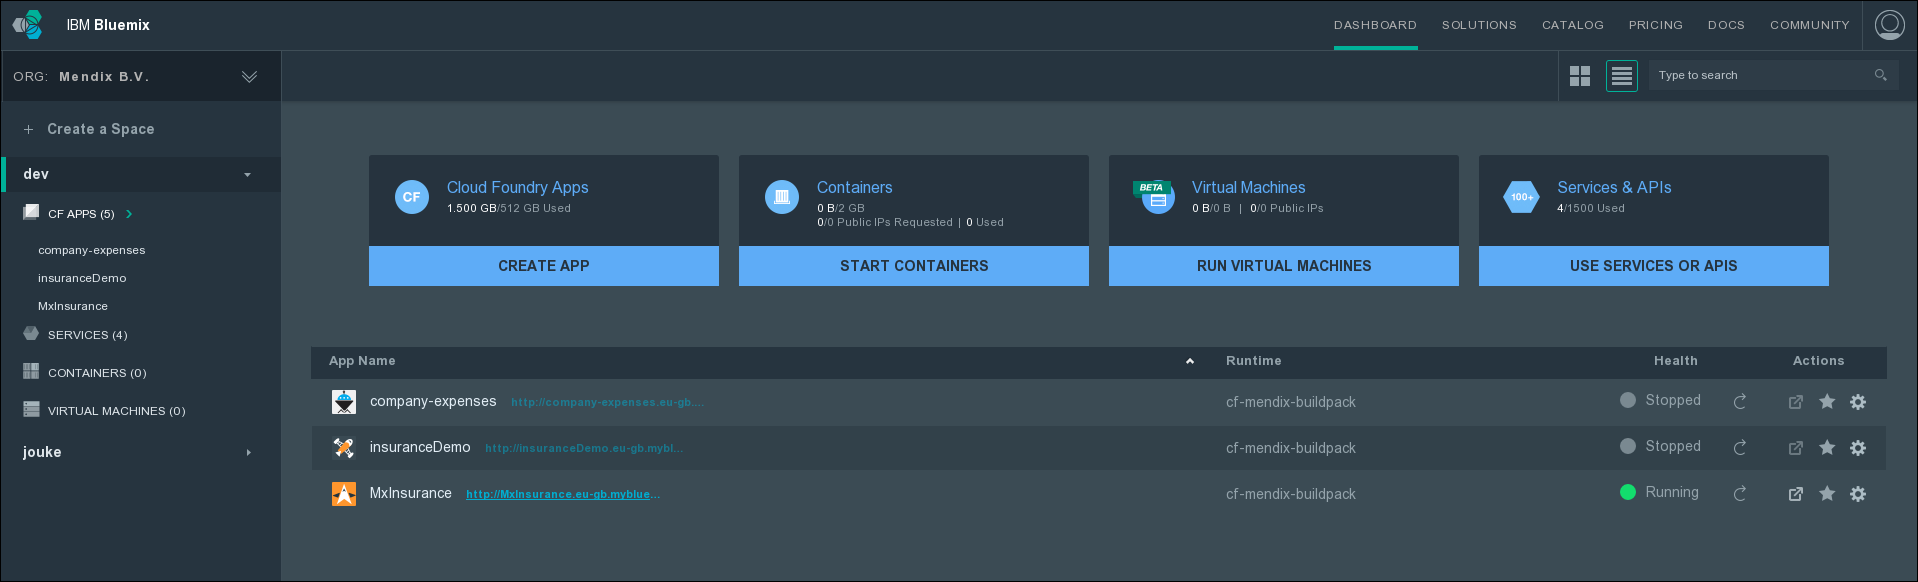 IBM Bluemix
DASHBOARD SOLUTIONS CATALOG PRICING DOCS COMMUNITY
ORG: Mendix B.V.
Type to search
+ Create a Space
dev
CF APPS (5)
company-expenses
insuranceDemo
MxInsurance
SERVICES (4)
CONTAINERS (0)
VIRTUAL MACHINES (0)
jouke
CF
Cloud Foundry Apps
1.500 GB/512 GB Used
CREATE APP
Containers
0 B/2 GB
0/0 Public IPs Requested | 0 Used
START CONTAINERS
BETA
Virtual Machines
0 B/0 B | 0/0 Public IPs
RUN VIRTUAL MACHINES
100+
Services & APIs
4/1500 Used
USE SERVICES OR APIS
App Name Runtime Health Actions
company-expenses http://company-expenses.eu-gb.... cf-mendix-buildpack Stopped
insuranceDemo http://insuranceDemo.eu-gb.mybl... cf-mendix-buildpack Stopped
MxInsurance http://MxInsurance.eu-gb.myblue... cf-mendix-buildpack Running